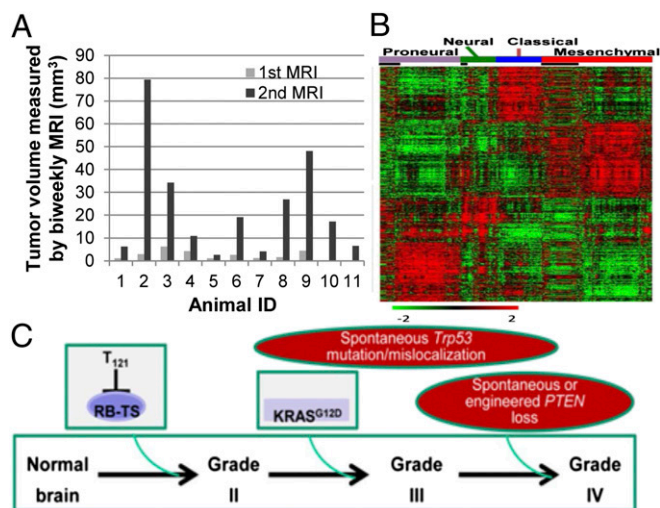 A
Tumor volume measured
by biweekly MRI (mm³)
90
80
70
60
50
40
30
20
10
0
1st MRI
2nd MRI
1 2 3 4 5 6 7 8 9 10 11
Animal ID
B
Neural Classical
Proneural Mesenchymal
-2 2
C
T121
RB-TS
KRASG12D
Spontaneous Trp53
mutation/mislocalization
Spontaneous or
engineered PTEN
loss
Normal
brain
Grade
II
Grade
III
Grade
IV